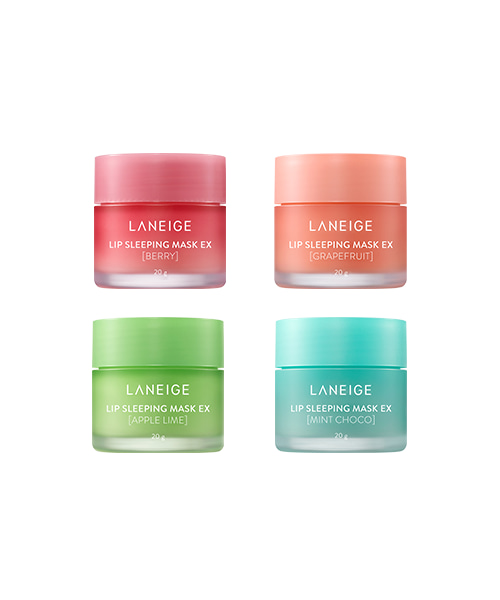 LANEIGE
LIP SLEEPING MASK EX
[BERRY]
20 g
LANEIGE
LIP SLEEPING MASK EX
[GRAPEFRUIT]
20 g
LANEIGE
LIP SLEEPING MASK EX
[APPLE LIME]
20 g
LANEIGE
LIP SLEEPING MASK EX
[MINT CHOCO]
20 g